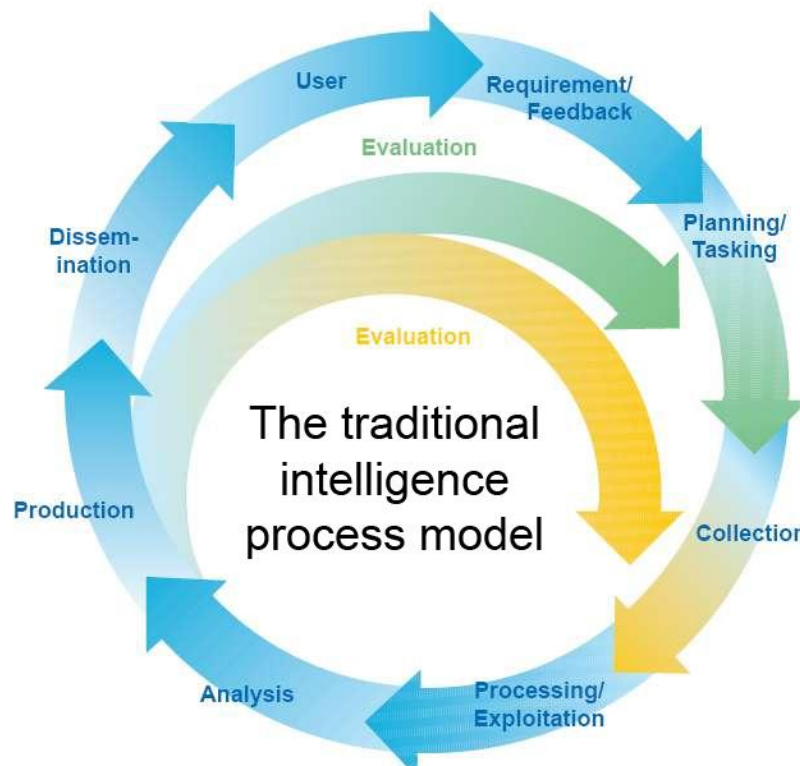 User
Requirement/
Feedback
Evaluation
Planning/
Tasking
Dissem-
ination
Evaluation
The traditional
intelligence
process model
Production
Collection
Analysis
Processing/
Exploitation